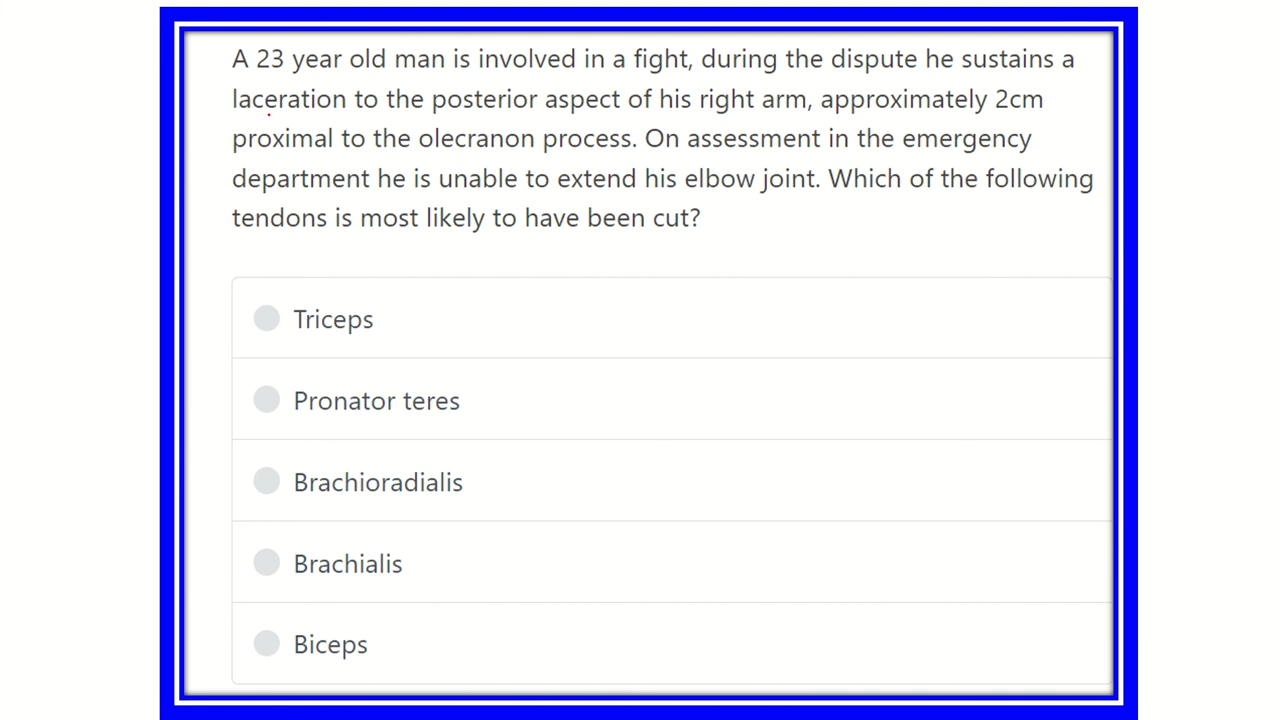 A 23 year old man is involved in a fight, during the dispute he sustains a
laceration to the posterior aspect of his right arm, approximately 2cm
proximal to the olecranon process. On assessment in the emergency
department he is unable to extend his elbow joint. Which of the following
tendons is most likely to have been cut?
Triceps
Pronator teres
Brachioradialis
Brachialis
Biceps